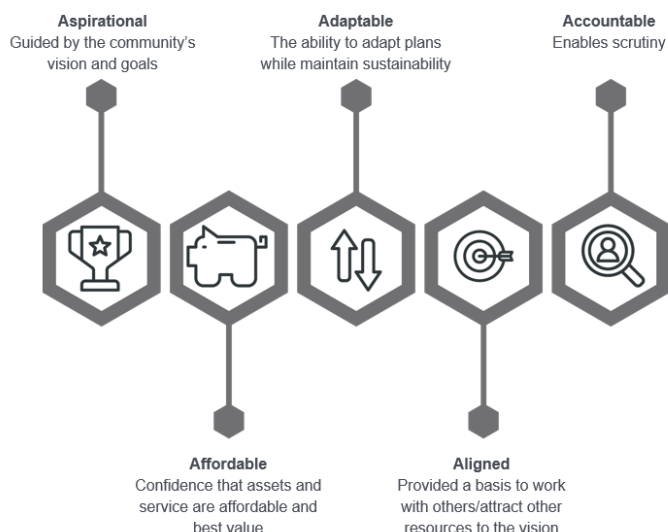 Aspirational
Guided by the community's
vision and goals
Adaptable
The ability to adapt plans
while maintain sustainability
Accountable
Enables scrutiny
Affordable
Confidence that assets and
service are affordable and
best value
Aligned
Provided a basis to work
with others/attract other
resources to the vision